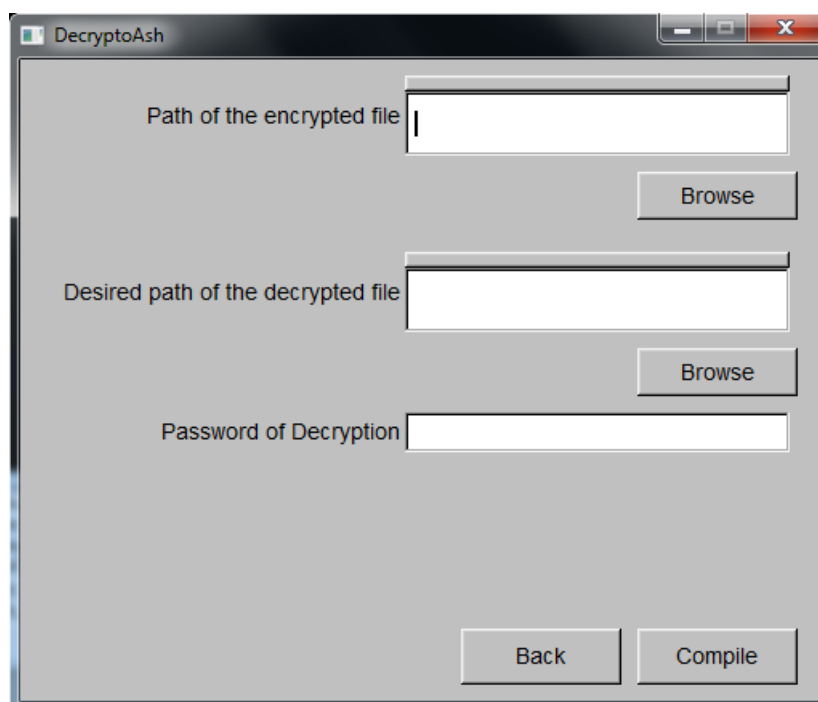 DecryptoAsh
Path of the encrypted file
Browse
Desired path of the decrypted file
Browse
Password of Decryption
Back
Compile